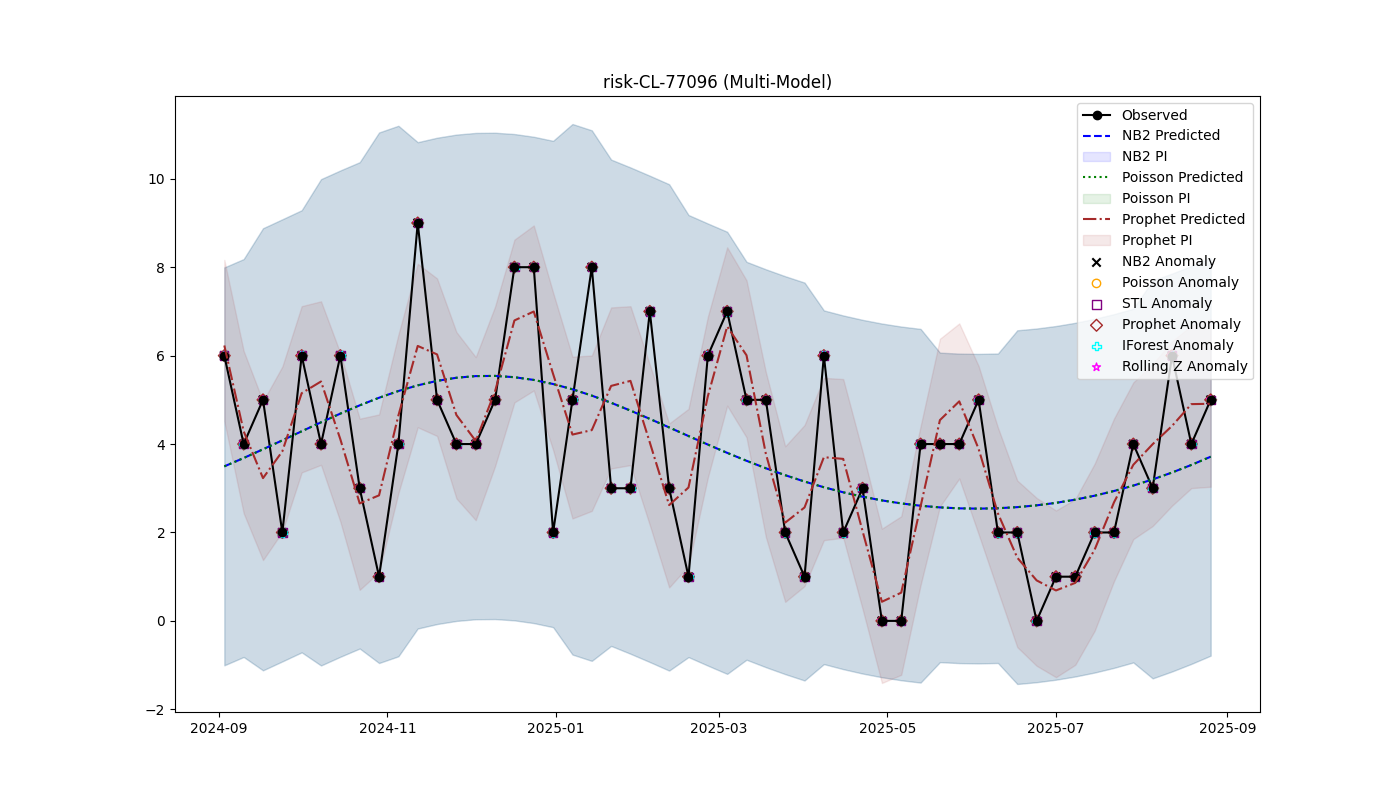 risk-CL-77096 (Multi-Model)
Observed
NB2 Predicted
NB2 PI
Poisson Predicted
Poisson PI
Prophet Predicted
Prophet PI
NB2 Anomaly
Poisson Anomaly
STL Anomaly
Prophet Anomaly
IForest Anomaly
Rolling Z Anomaly
10
8
6
4
2
0
−2
2024-09 2024-11 2025-01 2025-03 2025-05 2025-07 2025-09